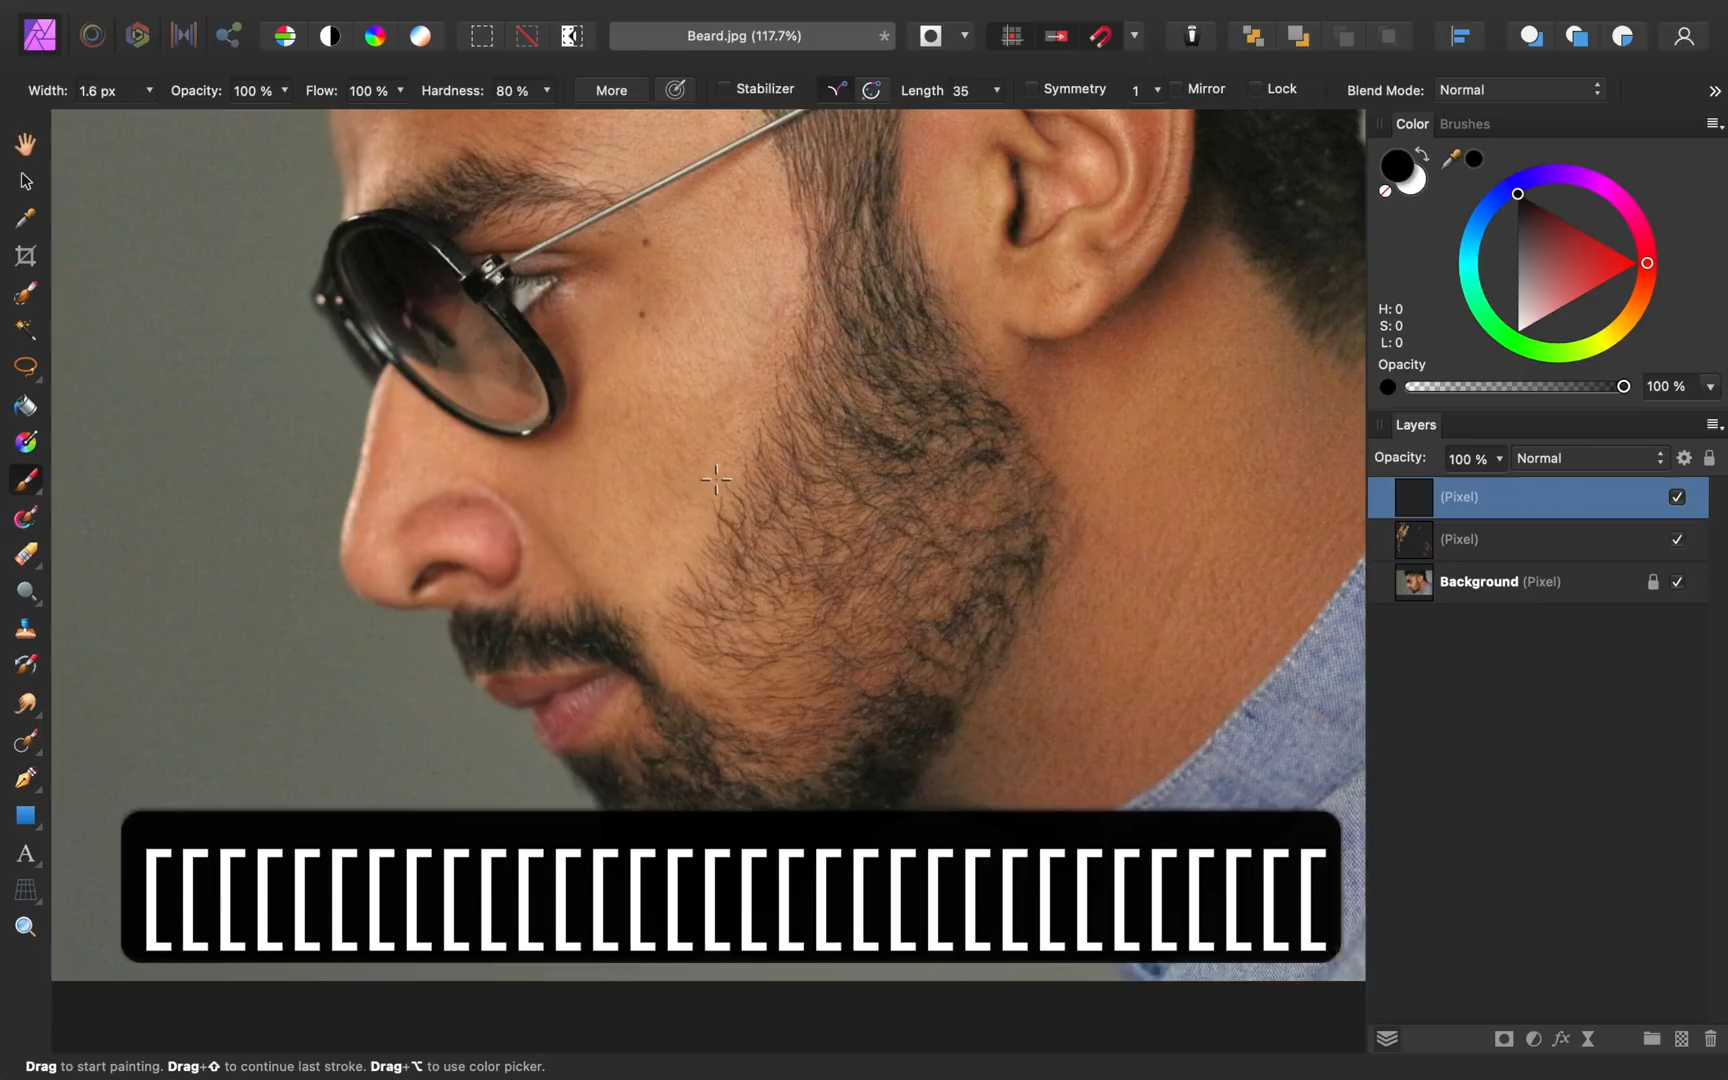 Beard.jpg (117.7%) *
Width: 1.6 px Opacity: 100 % Flow: 100 % Hardness: 80 % More Stabilizer Length 35 Symmetry 1 Mirror Lock Blend Mode: Normal »
Color Brushes
H: 0
S: 0
L: 0
Opacity
100 %
Layers
Opacity: 100 % Normal
(Pixel)
(Pixel)
Background (Pixel)
A
[[[[[[[[[[[[[[[[[[[[[[[[[[[[[[[[
fx
Drag to start painting. Drag+⇧ to continue last stroke. Drag+⌥ to use color picker.